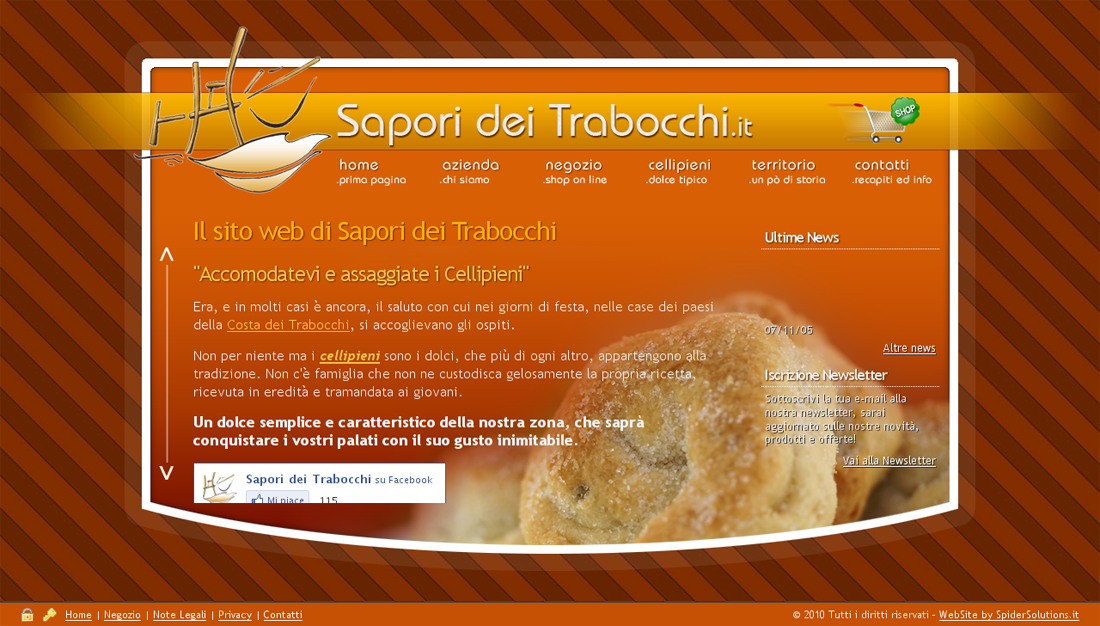 Sapori dei Trabocchi.it
SHOP
home azienda negozio cellipieni territorio contatti
.prima pagina .chi siamo .shop on line .dolce tipico .un pò di storia .recapiti ed info
Il sito web di Sapori dei Trabocchi
"Accomodatevi e assaggiate i Cellipieni"
Era, e in molti casi è ancora, il saluto con cui nei giorni di festa, nelle case dei paesi
della Costa dei Trabocchi, si accoglievano gli ospiti.
Non per niente ma i cellipieni sono i dolci, che più di ogni altro, appartengono alla
tradizione. Non c'è famiglia che non ne custodisca gelosamente la propria ricetta,
ricevuta in eredità e tramandata ai giovani.
Un dolce semplice e caratteristico della nostra zona, che saprà
conquistare i vostri palati con il suo gusto inimitabile.
Sapori dei Trabocchi su Facebook
Mi piace 115
Ultime News
07/11/05
Altre news
Iscrizione Newsletter
Sottoscrivi la tua e-mail alla
nostra newsletter, sarai
aggiornato sulle nostre novità,
prodotti e offerte!
Vai alla Newsletter
Home | Negozio | Note Legali | Privacy | Contatti
© 2010 Tutti i diritti riservati - WebSite by SpiderSolutions.it